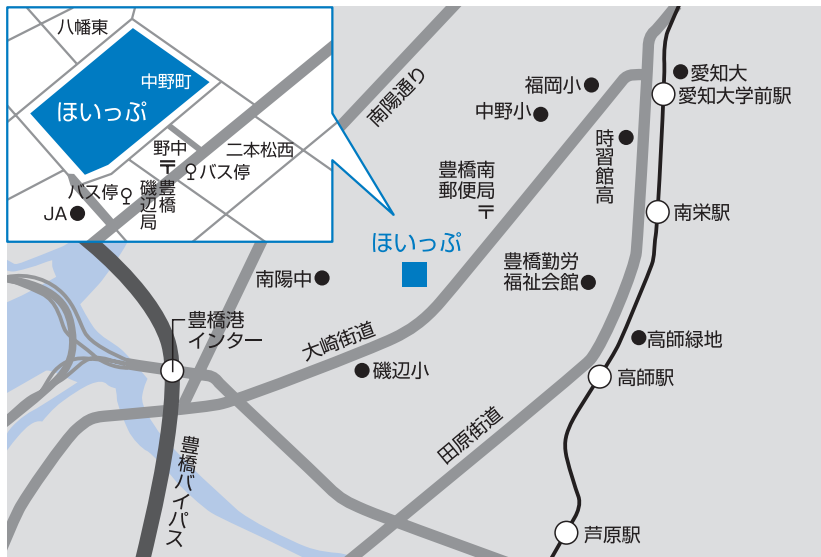 八幡東
中野町
ほいっぷ
野中
〒
二本松西
バス停
バス停
豊橋
磯辺局
JA
南陽通り
福岡小
中野小
愛知大
愛知大学前駅
時習館高
豊橋南
郵便局
〒
南栄駅
ほいっぷ
南陽中
豊橋勤労
福祉会館
豊橋港
インター
大崎街道
磯辺小
高師緑地
高師駅
田原街道
豊橋バイパス
芦原駅